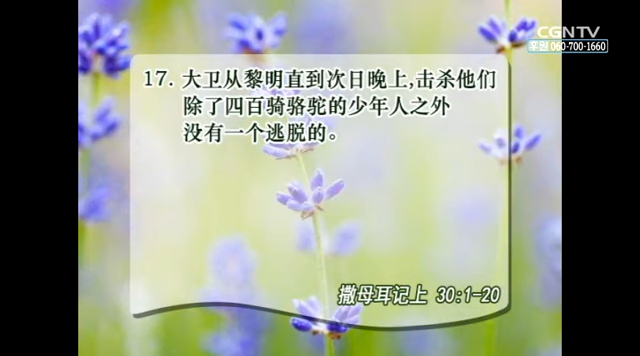 CGNTV
후원 060-700-1660
17. 大卫从黎明直到次日晚上,击杀他们
除了四百骑骆驼的少年人之外
没有一个逃脱的。
撒母耳记上 30:1-20